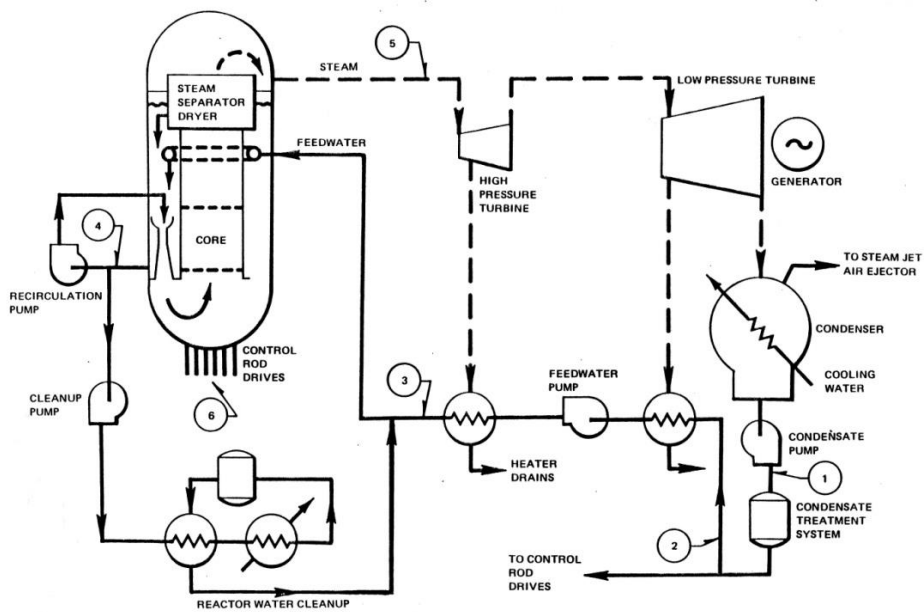 5
STEAM
LOW PRESSURE TURBINE
STEAM
SEPARATOR
DRYER
FEEDWATER
GENERATOR
HIGH
PRESSURE
TURBINE
4
CORE
TO STEAM JET
AIR EJECTOR
RECIRCULATION
PUMP
CONDENSER
CONTROL
ROD
DRIVES
COOLING
WATER
3
FEEDWATER
PUMP
CLEANUP
PUMP
6
CONDENSATE
PUMP
1
HEATER
DRAINS
CONDENSATE
TREATMENT
SYSTEM
2
TO CONTROL
ROD
DRIVES
REACTOR WATER CLEANUP